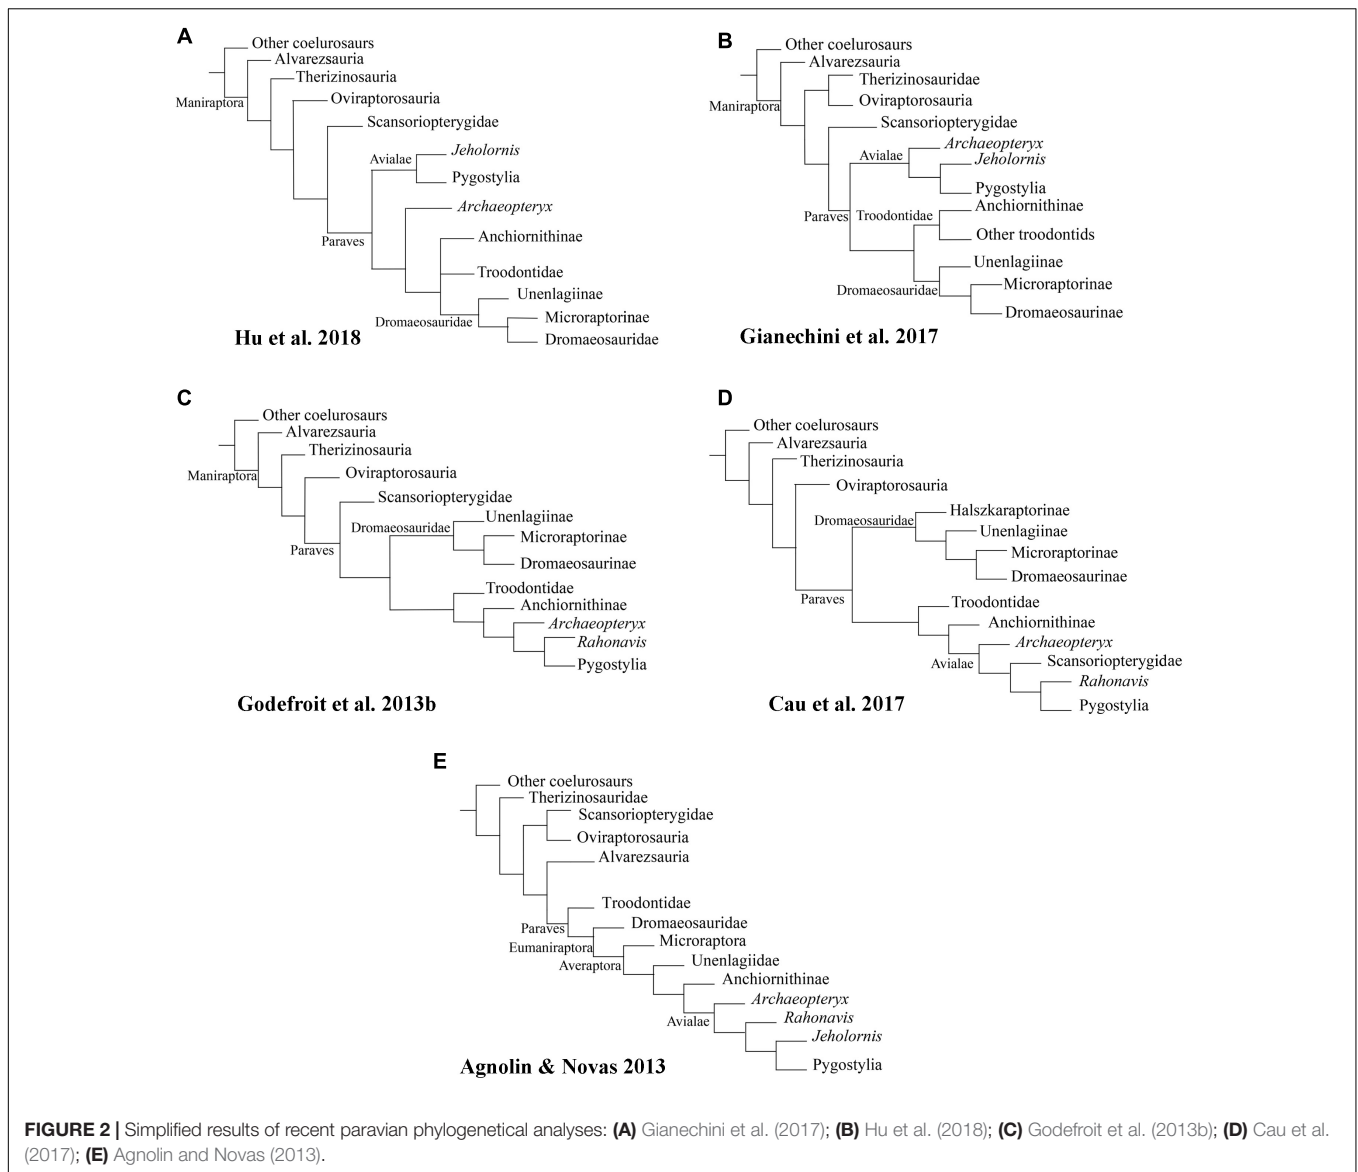 A
Other coelurosaurs
Alvarezsauria
Therizinosauria
Maniraptora
Oviraptorosauria
Scansoriopterygidae
Avialae
Jeholornis
Pygostylia
Archaeopteryx
Paraves
Anchiornithinae
Troodontidae
Unenlagiinae
Dromaeosauridae
Microraptorinae
Dromaeosauridae
Hu et al. 2018
B
Other coelurosaurs
Alvarezsauria
Therizinosauridae
Maniraptora
Oviraptorosauria
Scansoriopterygidae
Archaeopteryx
Avialae
Jeholornis
Pygostylia
Anchiornithinae
Paraves
Troodontidae
Other troodontids
Unenlagiinae
Dromaeosauridae
Microraptorinae
Dromaeosaurinae
Gianechini et al. 2017
C
Other coelurosaurs
Alvarezsauria
Therizinosauria
Maniraptora
Oviraptorosauria
Scansoriopterygidae
Unenlagiinae
Dromaeosauridae
Microraptorinae
Paraves
Dromaeosaurinae
Troodontidae
Anchiornithinae
Archaeopteryx
Rahonavis
Pygostylia
Godefroit et al. 2013b
D
Other coelurosaurs
Alvarezsauria
Therizinosauria
Oviraptorosauria
Halszkaraptorinae
Dromaeosauridae
Unenlagiinae
Microraptorinae
Dromaeosaurinae
Paraves
Troodontidae
Anchiornithinae
Archaeopteryx
Avialae
Scansoriopterygidae
Rahonavis
Pygostylia
Cau et al. 2017
E
Other coelurosaurs
Therizinosauridae
Scansoriopterygidae
Oviraptorosauria
Alvarezsauria
Troodontidae
Paraves
Dromaeosauridae
Eumaniraptora
Microraptora
Averaptora
Unenlagiidae
Anchiornithinae
Archaeopteryx
Avialae
Rahonavis
Jeholornis
Pygostylia
Agnolin & Novas 2013
FIGURE 2 | Simplified results of recent paravian phylogenetical analyses: (A) Gianechini et al. (2017); (B) Hu et al. (2018); (C) Godefroit et al. (2013b); (D) Cau et al.
(2017); (E) Agnolin and Novas (2013).